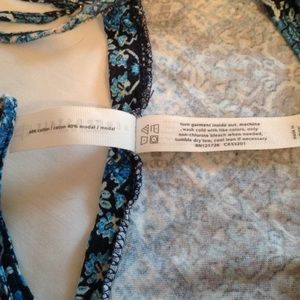 60% cotton / coton 40% modal / modal
turn garment inside out, machine
wash cold with like colors, only
non-chlorine bleach when needed,
tumble dry low, cool iron if necessary
RN121726 CA53201